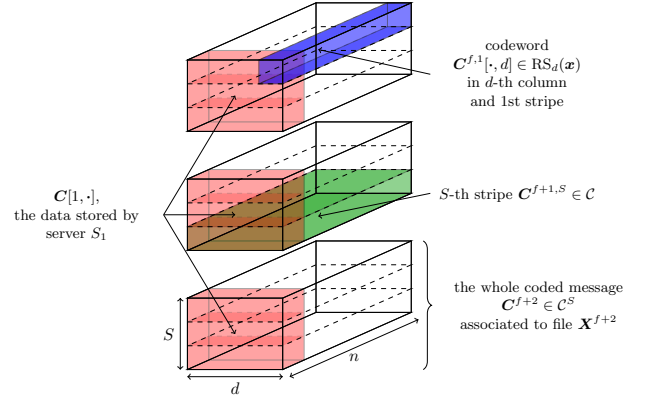 codeword
C^{f,1}[·, d] ∈ RS_d(x)
in d-th column
and 1st stripe
C[1, ·],
the data stored by
server S_1
S-th stripe C^{f+1,S} ∈ C
the whole coded message
C^{f+2} ∈ C^S
associated to file X^{f+2}
S
n
d